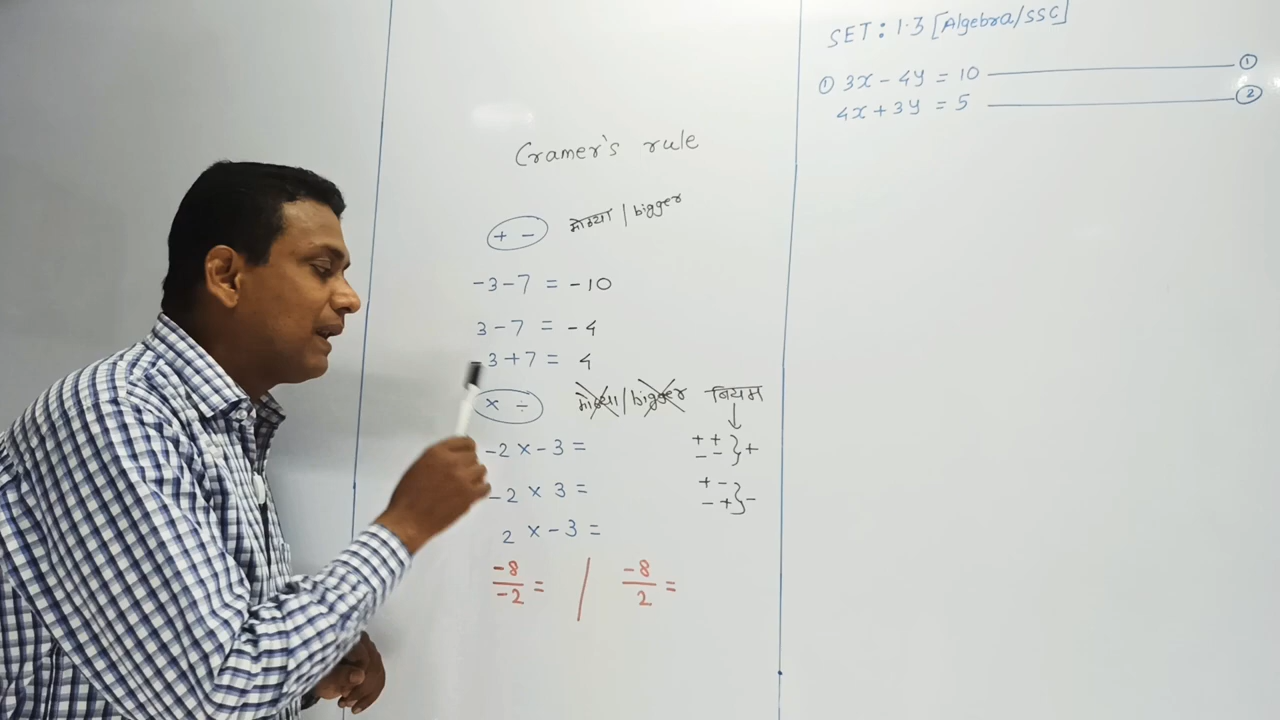 Cramer's rule
+ - मोठ्या / bigger
-3-7 = -10
3-7 = -4
3+7 = 4
× ÷ मोठ्या / bigger नियम
-2×-3 =
-2 × 3 =
2 ×-3 =
++
-- } +
+-
-+ } -
-8/-2 = / -8/2 =
SET: 1.3 [Algebra/SSC]
① 3x - 4y = 10 ①
4x + 3y = 5 ②